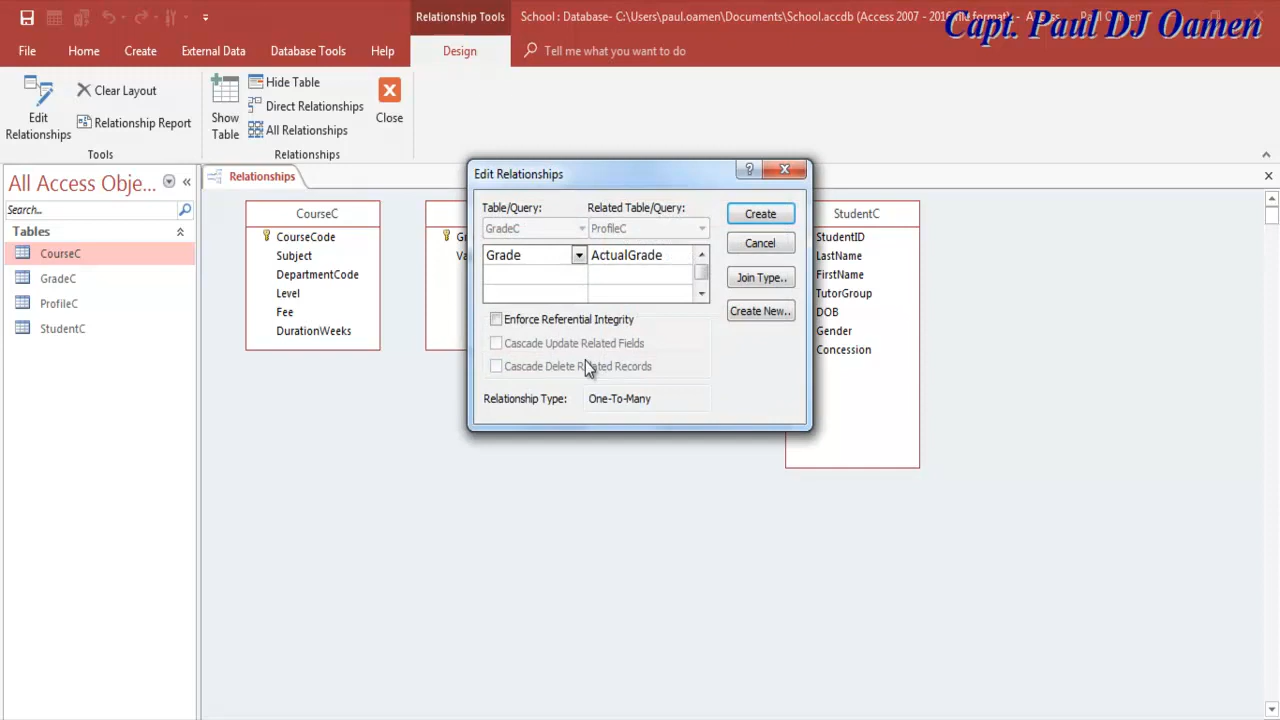 Relationship Tools
School : Database- C:\Users\paul.oamen\Documents\School.accdb (Access 2007 - 2016 file format) -
Capt. Paul DJ Oamen
File
Home
Create
External Data
Database Tools
Help
Design
Tell me what you want to do
Edit
Relationships
Clear Layout
Relationship Report
Tools
Show
Table
Hide Table
Direct Relationships
All Relationships
Relationships
Close
All Access Obje...
Search...
Tables
CourseC
GradeC
ProfileC
StudentC
Relationships
CourseC
CourseCode
Subject
DepartmentCode
Level
Fee
DurationWeeks
Edit Relationships
?
Table/Query:
Related Table/Query:
GradeC
ProfileC
Grade
ActualGrade
Enforce Referential Integrity
Cascade Update Related Fields
Cascade Delete Related Records
Relationship Type:
One-To-Many
Create
Cancel
Join Type..
Create New..
StudentC
StudentID
LastName
FirstName
TutorGroup
DOB
Gender
Concession